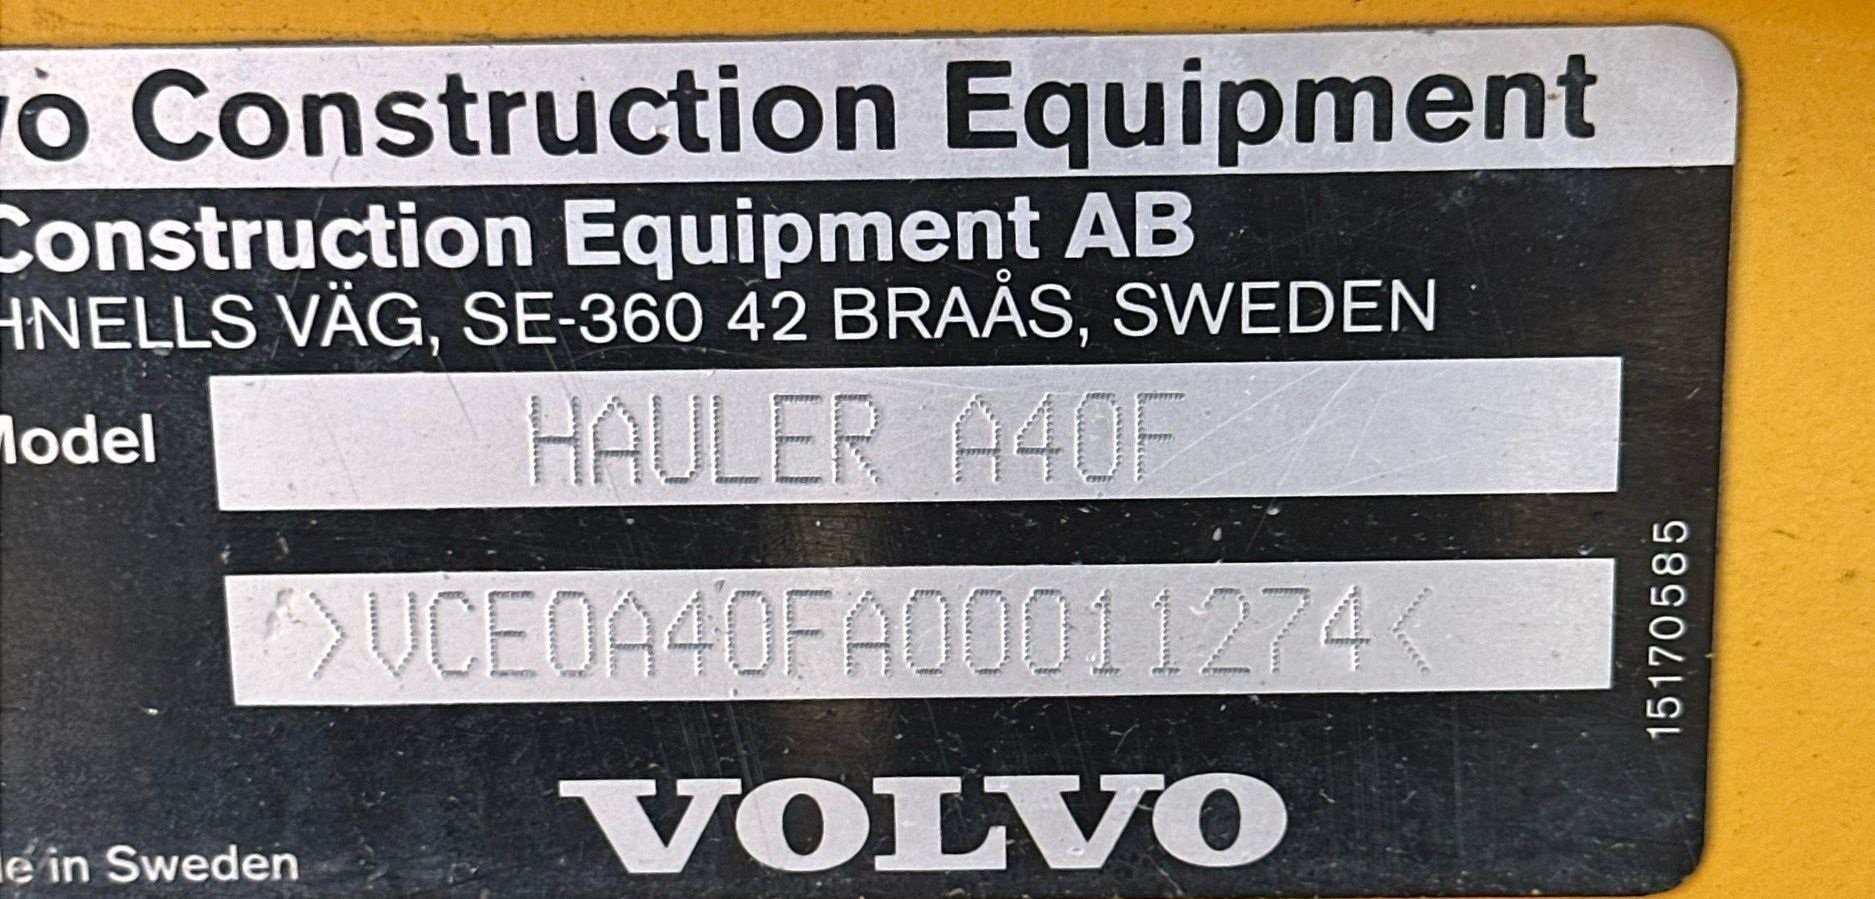 o Construction Equipment
Construction Equipment AB
HNELLS VÄG, SE-360 42 BRAÅS, SWEDEN
Model
HAULER A40F
>VCE0A40FA00011274<
15170585
VOLVO
e in Sweden